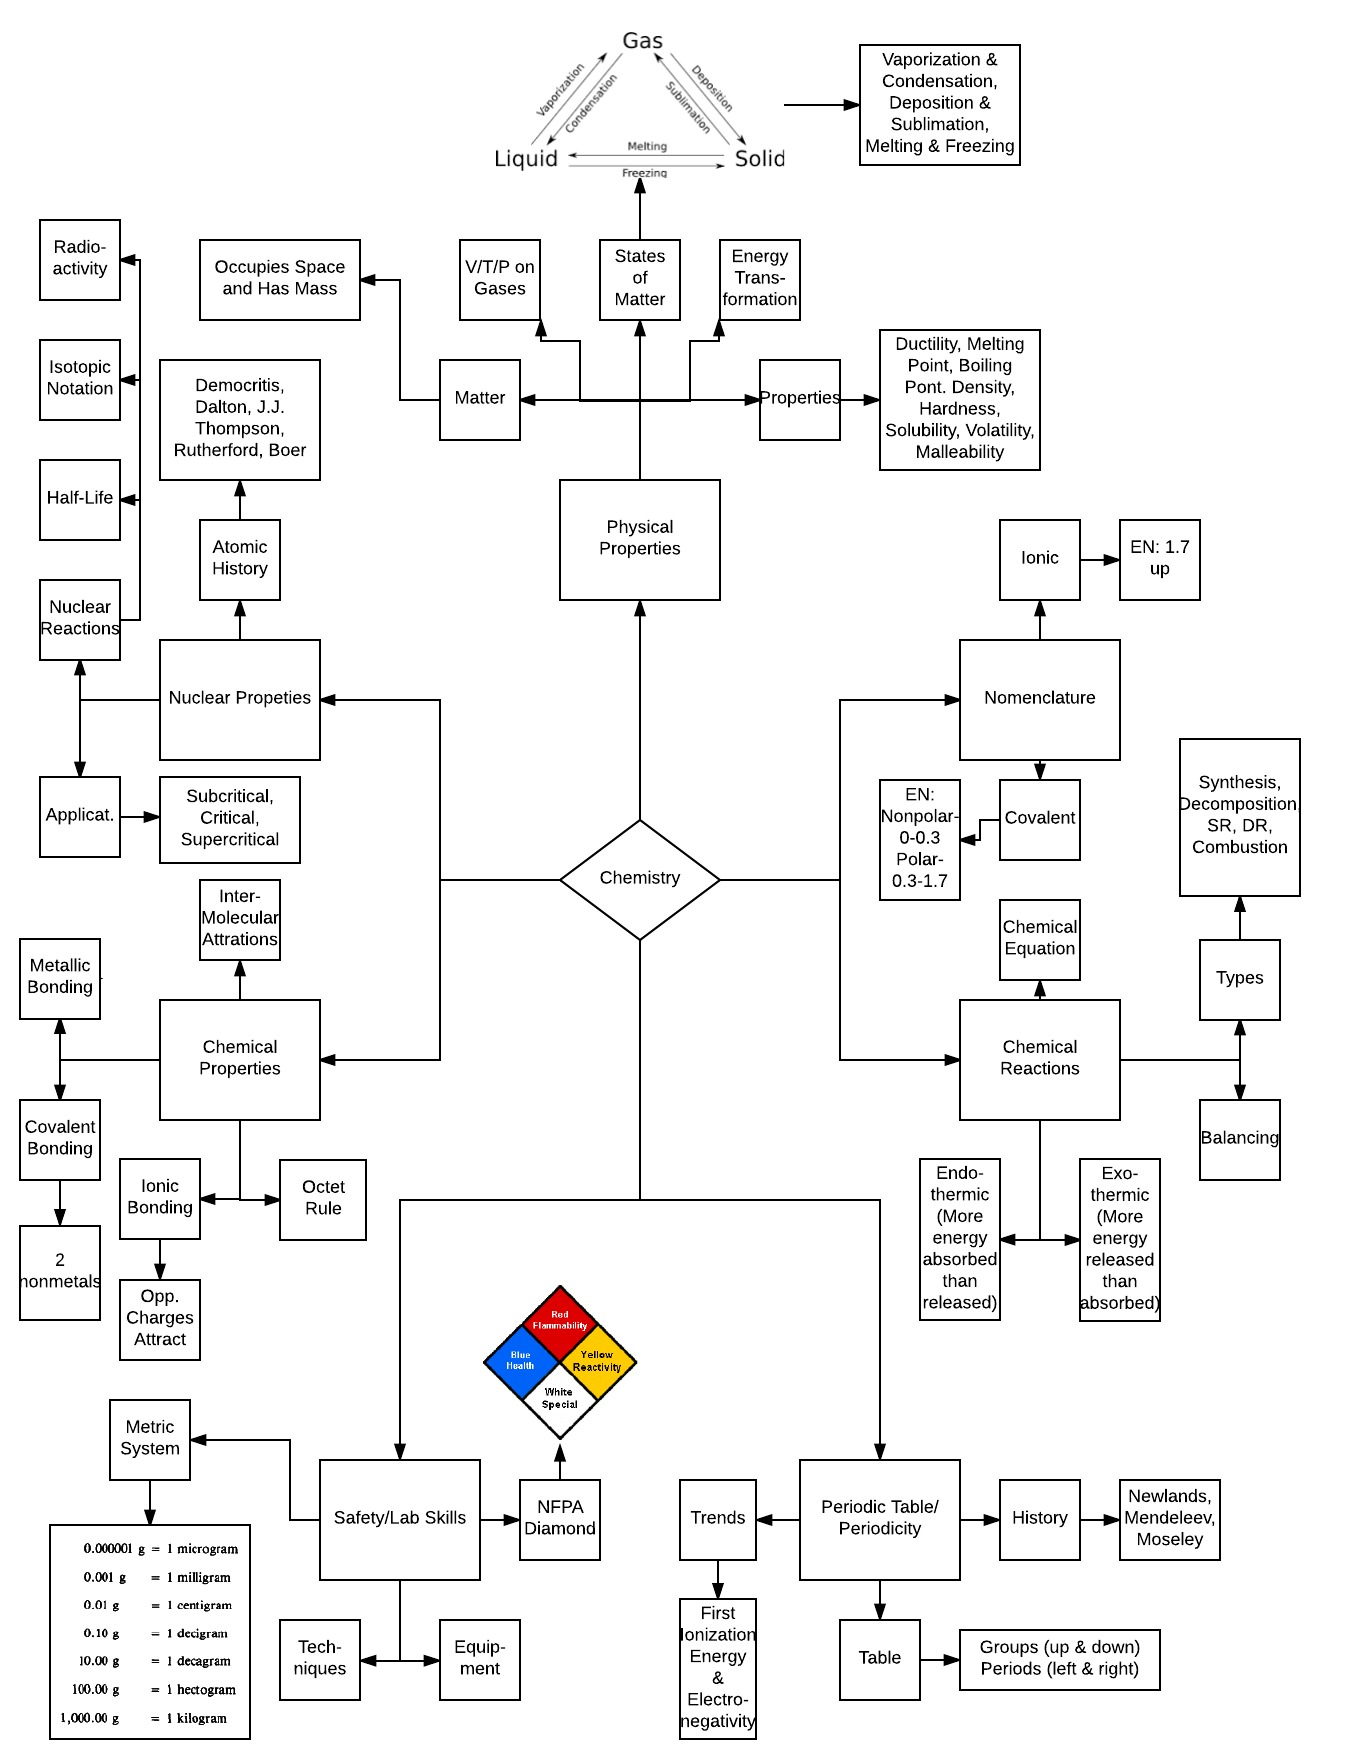 Gas
Vaporization
Condensation
Deposition
Sublimation
Liquid
Melting
Freezing
Solid
Vaporization &
Condensation,
Deposition &
Sublimation,
Melting & Freezing
Radio-
activity
Occupies Space
and Has Mass
V/T/P on
Gases
States
of
Matter
Energy
Trans-
formation
Isotopic
Notation
Democritis,
Dalton, J.J.
Thompson,
Rutherford, Boer
Matter
Properties
Ductility, Melting
Point, Boiling
Pont. Density,
Hardness,
Solubility, Volatility,
Malleability
Half-Life
Atomic
History
Physical
Properties
Ionic
EN: 1.7
up
Nuclear
Reactions
Nuclear Propeties
Nomenclature
Applicat.
Subcritical,
Critical,
Supercritical
EN:
Nonpolar-
0-0.3
Polar-
0.3-1.7
Covalent
Synthesis,
Decomposition,
SR, DR,
Combustion
Chemistry
Inter-
Molecular
Attrations
Chemical
Equation
Metallic
Bonding
Types
Chemical
Properties
Chemical
Reactions
Covalent
Bonding
Balancing
Ionic
Bonding
Octet
Rule
Endo-
thermic
(More
energy
absorbed
than
released)
Exo-
thermic
(More
energy
released
than
absorbed)
2
nonmetals
Opp.
Charges
Attract
Red
Flammability
Blue
Health
Yellow
Reactivity
White
Special
Metric
System
Safety/Lab Skills
NFPA
Diamond
Trends
Periodic Table/
Periodicity
History
Newlands,
Mendeleev,
Moseley
0.000001 g = 1 microgram
0.001 g = 1 milligram
0.01 g = 1 centigram
0.10 g = 1 decigram
10.00 g = 1 decagram
100.00 g = 1 hectogram
1,000.00 g = 1 kilogram
Tech-
niques
Equip-
ment
First
Ionization
Energy
&
Electro-
negativity
Table
Groups (up & down)
Periods (left & right)